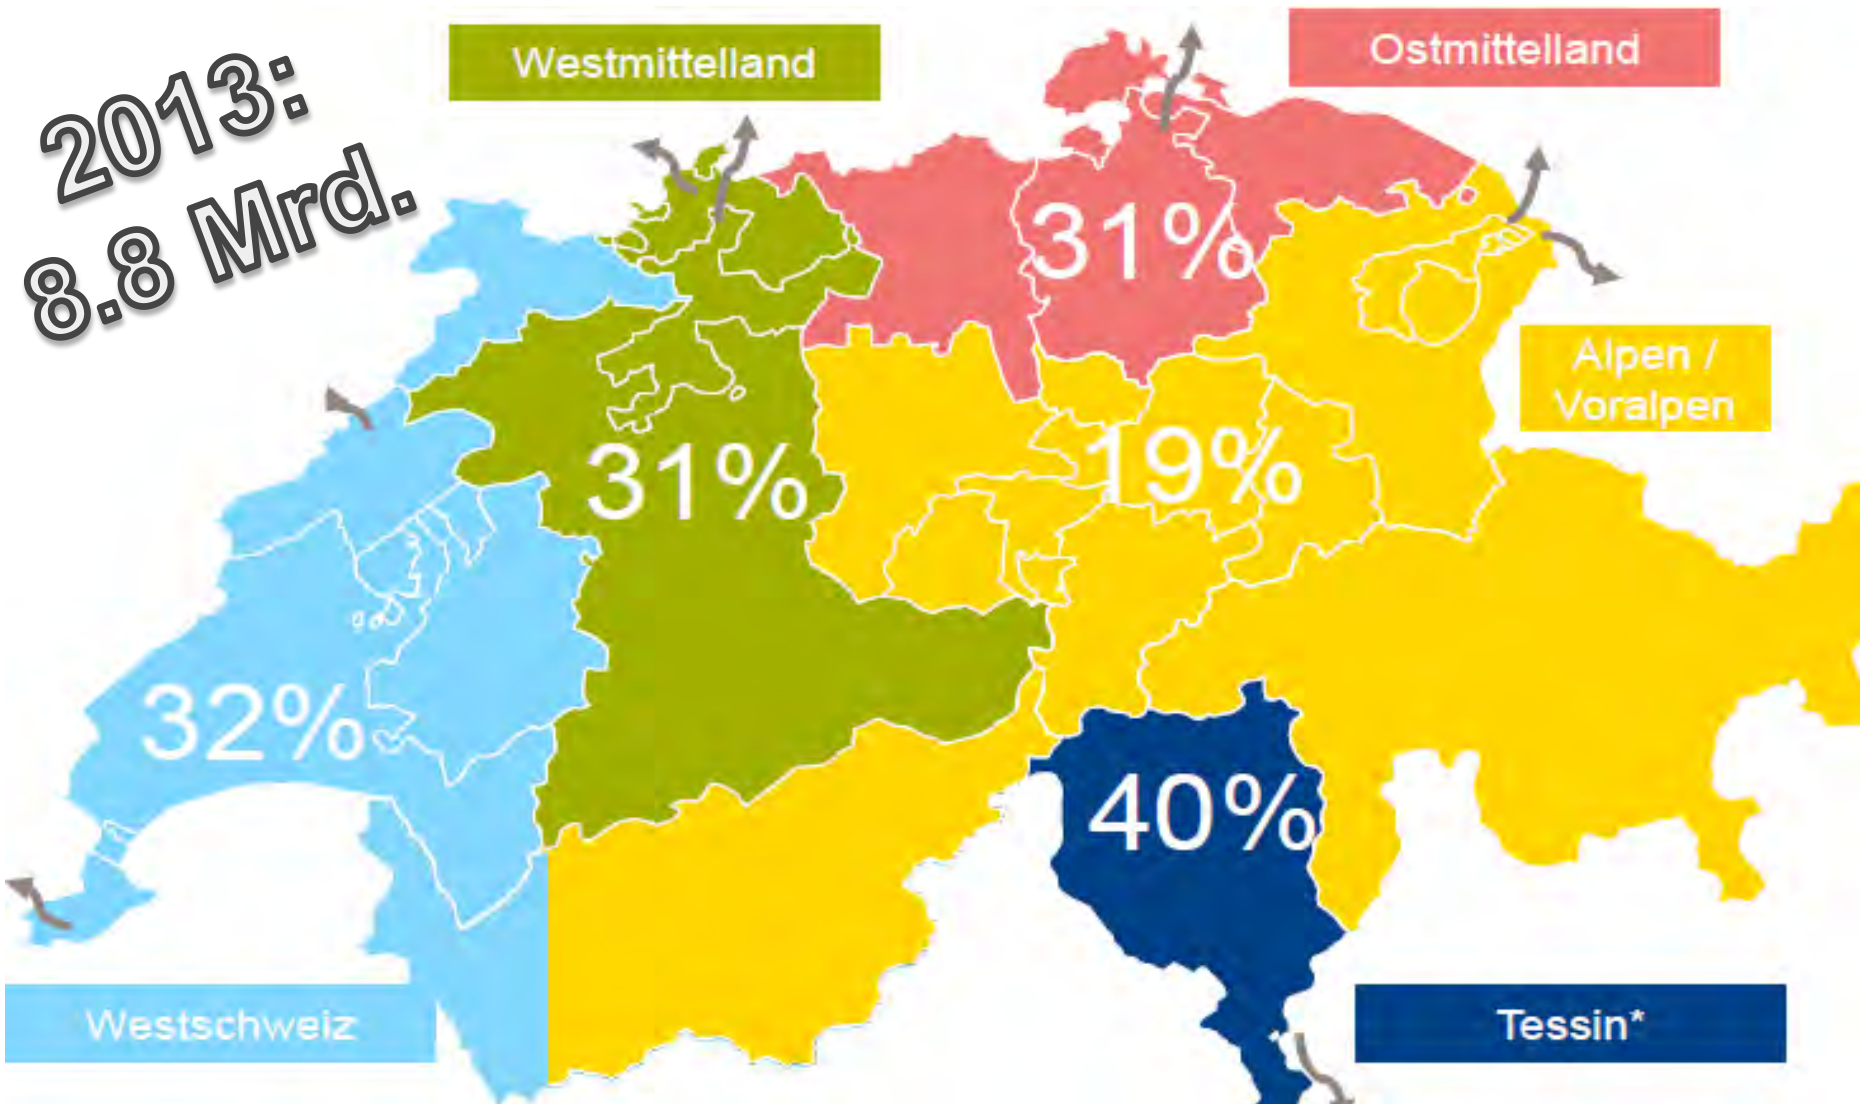 2013:
8.8 Mrd.
Westmittelland
Ostmittelland
31%
Alpen /
Voralpen
31%
19%
32%
40%
Westschweiz
Tessin*